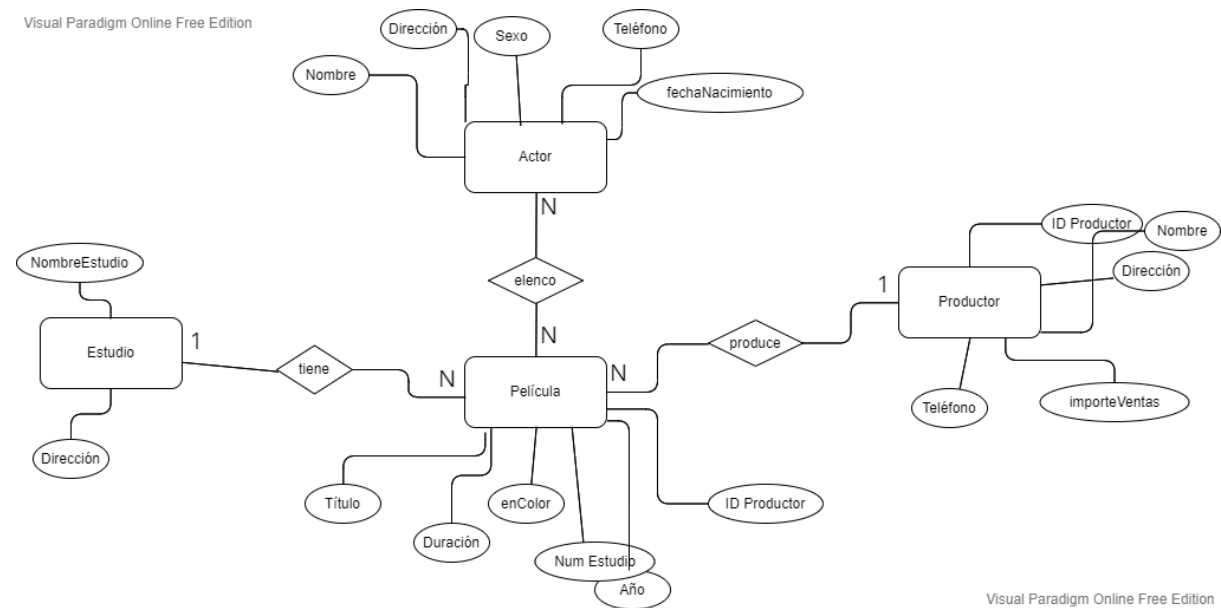 Visual Paradigm Online Free Edition
Dirección
Sexo
Teléfono
Nombre
fechaNacimiento
Actor
N
ID Productor
Nombre
NombreEstudio
Dirección
elenco
1
Productor
1
Estudio
N
produce
tiene
N
N
Película
Teléfono
importeVentas
Dirección
Título
enColor
ID Productor
Duración
Num Estudio
Año
Visual Paradigm Online Free Edition